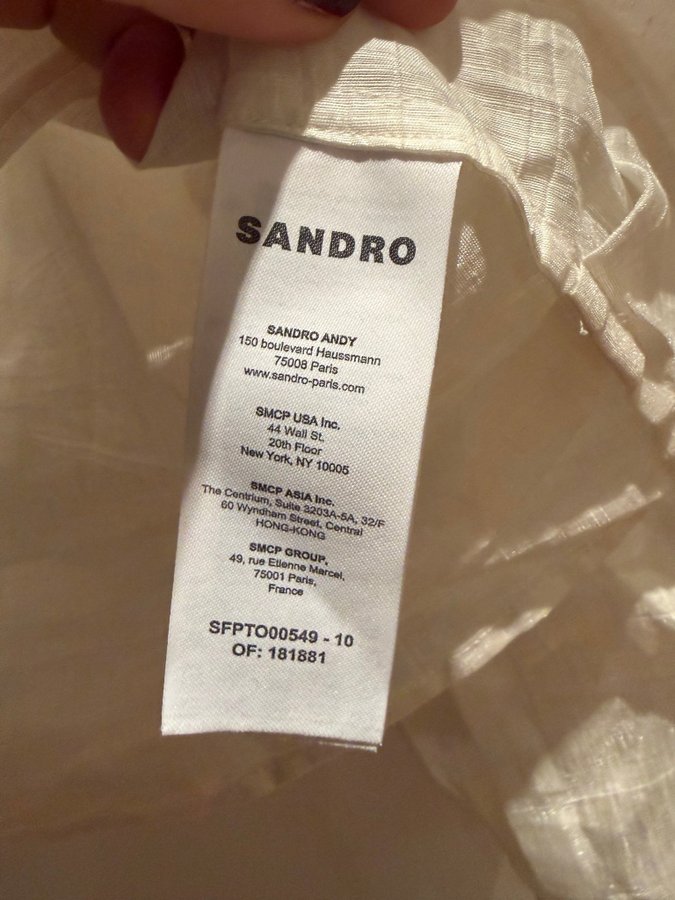 SANDRO
SANDRO ANDY
150 boulevard Haussmann
75008 Paris
www.sandro-paris.com
SMCP USA Inc.
44 Wall St.
20th Floor
New York, NY 10005
SMCP ASIA Inc.
The Centrium, Suite 3203A-5A, 32/F
60 Wyndham Street, Central
HONG-KONG
SMCP GROUP,
49, rue Etienne Marcel,
75001 Paris,
France
SFPTO00549 - 10
OF: 181881